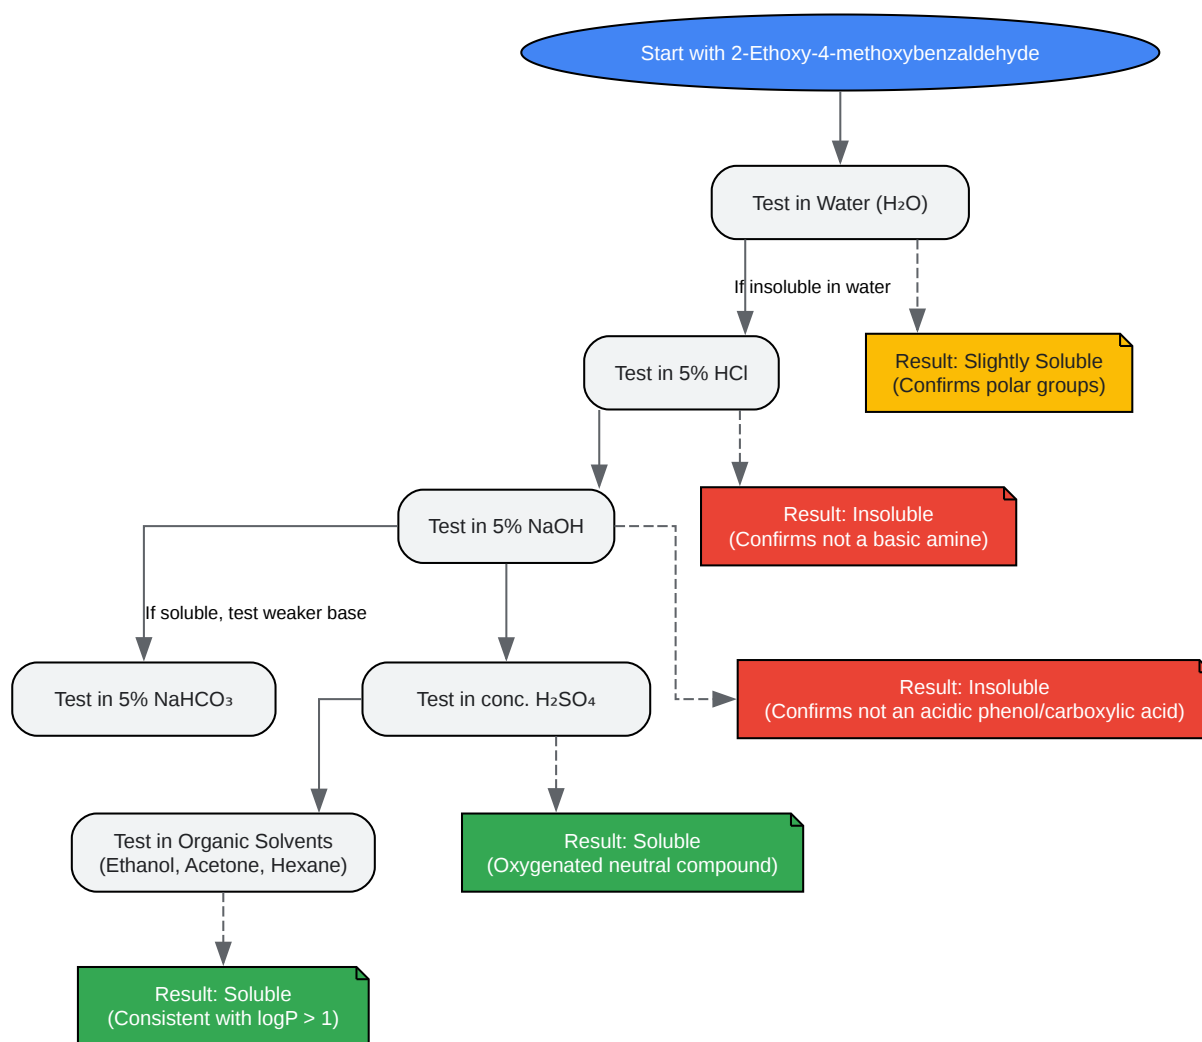 Start with 2-Ethoxy-4-methoxybenzaldehyde
Test in Water (H₂O)
If insoluble in water
Result: Slightly Soluble
(Confirms polar groups)
Test in 5% HCl
Result: Insoluble
(Confirms not a basic amine)
Test in 5% NaOH
If soluble, test weaker base
Test in 5% NaHCO₃
Test in conc. H₂SO₄
Result: Insoluble
(Confirms not an acidic phenol/carboxylic acid)
Test in Organic Solvents
(Ethanol, Acetone, Hexane)
Result: Soluble
(Oxygenated neutral compound)
Result: Soluble
(Consistent with logP > 1)